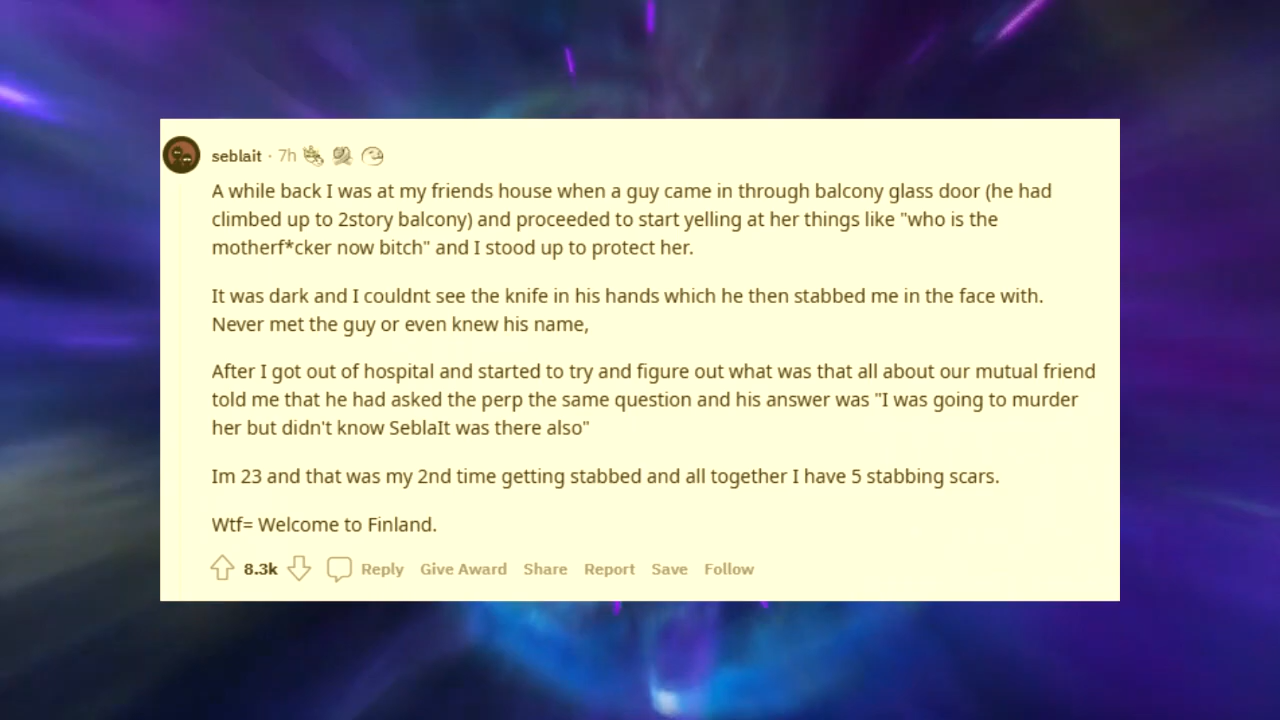 seblait · 7h
A while back I was at my friends house when a guy came in through balcony glass door (he had
climbed up to 2story balcony) and proceeded to start yelling at her things like "who is the
motherf*cker now bitch" and I stood up to protect her.
It was dark and I couldnt see the knife in his hands which he then stabbed me in the face with.
Never met the guy or even knew his name,
After I got out of hospital and started to try and figure out what was that all about our mutual friend
told me that he had asked the perp the same question and his answer was "I was going to murder
her but didn't know SeblaIt was there also"
Im 23 and that was my 2nd time getting stabbed and all together I have 5 stabbing scars.
Wtf= Welcome to Finland.
8.3k Reply Give Award Share Report Save Follow